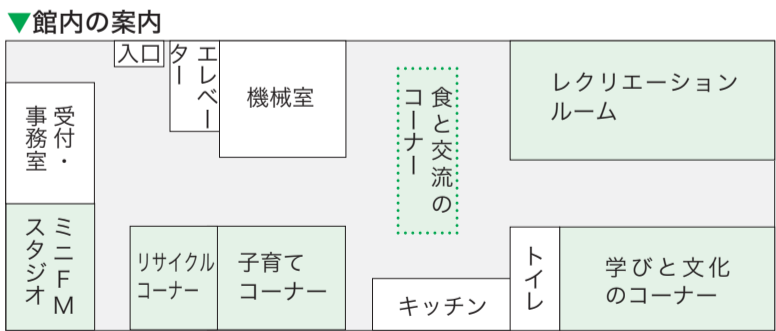 ▼館内の案内
入口
エレベー
ター
機械室
食と交流の
コーナー
レクリエーション
ルーム
受付・
事務室
ミニFM
スタジオ
リサイクル
コーナー
子育て
コーナー
キッチン
トイレ
学びと文化
のコーナー